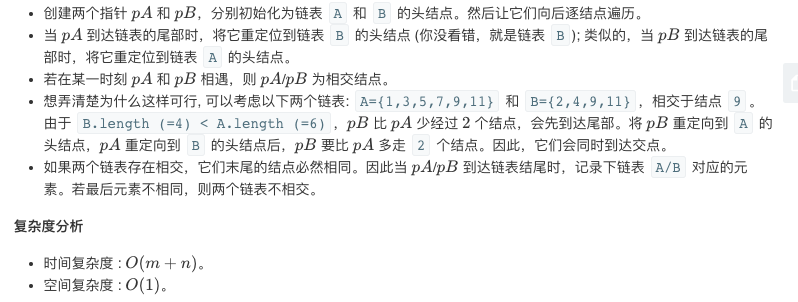 创建两个指针 pA 和 pB，分别初始化为链表 A 和 B 的头结点。然后让它们向后逐结点遍历。
当 pA 到达链表的尾部时，将它重定位到链表 B 的头结点 (你没看错，就是链表 B ); 类似的，当 pB 到达链表的尾
部时，将它重定位到链表 A 的头结点。
若在某一时刻 pA 和 pB 相遇，则 pA/pB 为相交结点。
想弄清楚为什么这样可行, 可以考虑以下两个链表: A={1,3,5,7,9,11} 和 B={2,4,9,11} ，相交于结点 9 。
由于 B.length (=4) < A.length (=6) ，pB 比 pA 少经过 2 个结点，会先到达尾部。将 pB 重定向到 A 的
头结点，pA 重定向到 B 的头结点后，pB 要比 pA 多走 2 个结点。因此，它们会同时到达交点。
如果两个链表存在相交，它们末尾的结点必然相同。因此当 pA/pB 到达链表结尾时，记录下链表 A/B 对应的元
素。若最后元素不相同，则两个链表不相交。
复杂度分析
时间复杂度 : O(m + n)。
空间复杂度 : O(1)。